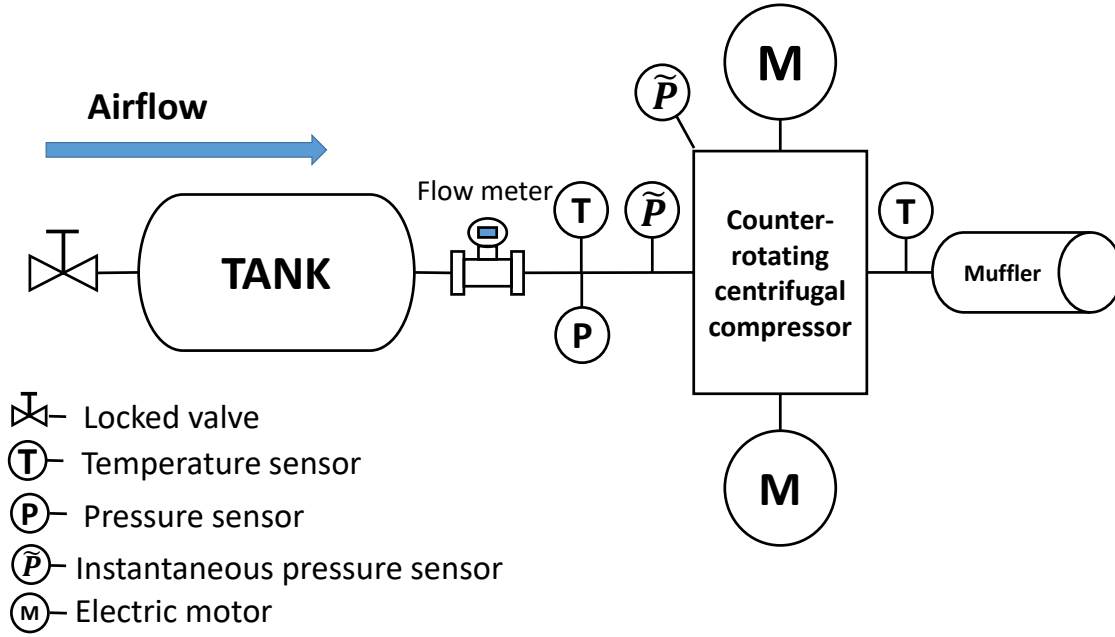 M
P̃
Airflow
Flow meter
T
P̃
Counter-
rotating
centrifugal
compressor
T
TANK
Muffler
P
M
Locked valve
T Temperature sensor
P Pressure sensor
P̃ Instantaneous pressure sensor
M Electric motor